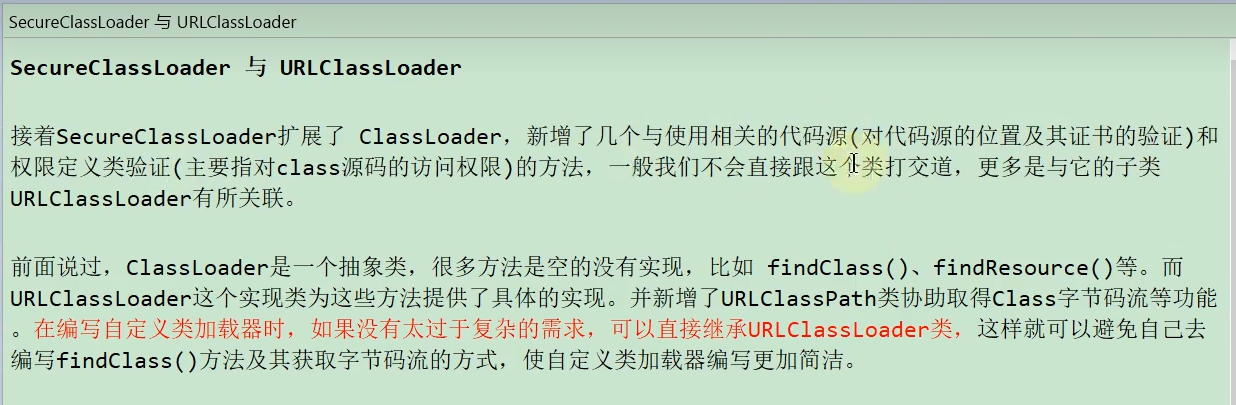 SecureClassLoader 与 URLClassLoader
SecureClassLoader 与 URLClassLoader
接着SecureClassLoader扩展了 ClassLoader，新增了几个与使用相关的代码源(对代码源的位置及其证书的验证)和
权限定义类验证(主要指对class源码的访问权限)的方法，一般我们不会直接跟这个类打交道，更多是与它的子类
URLClassLoader有所关联。
前面说过，ClassLoader是一个抽象类，很多方法是空的没有实现，比如 findClass()、findResource()等。而
URLClassLoader这个实现类为这些方法提供了具体的实现。并新增了URLClassPath类协助取得Class字节码流等功能
。在编写自定义类加载器时，如果没有太过于复杂的需求，可以直接继承URLClassLoader类，这样就可以避免自己去
编写findClass()方法及其获取字节码流的方式，使自定义类加载器编写更加简洁。